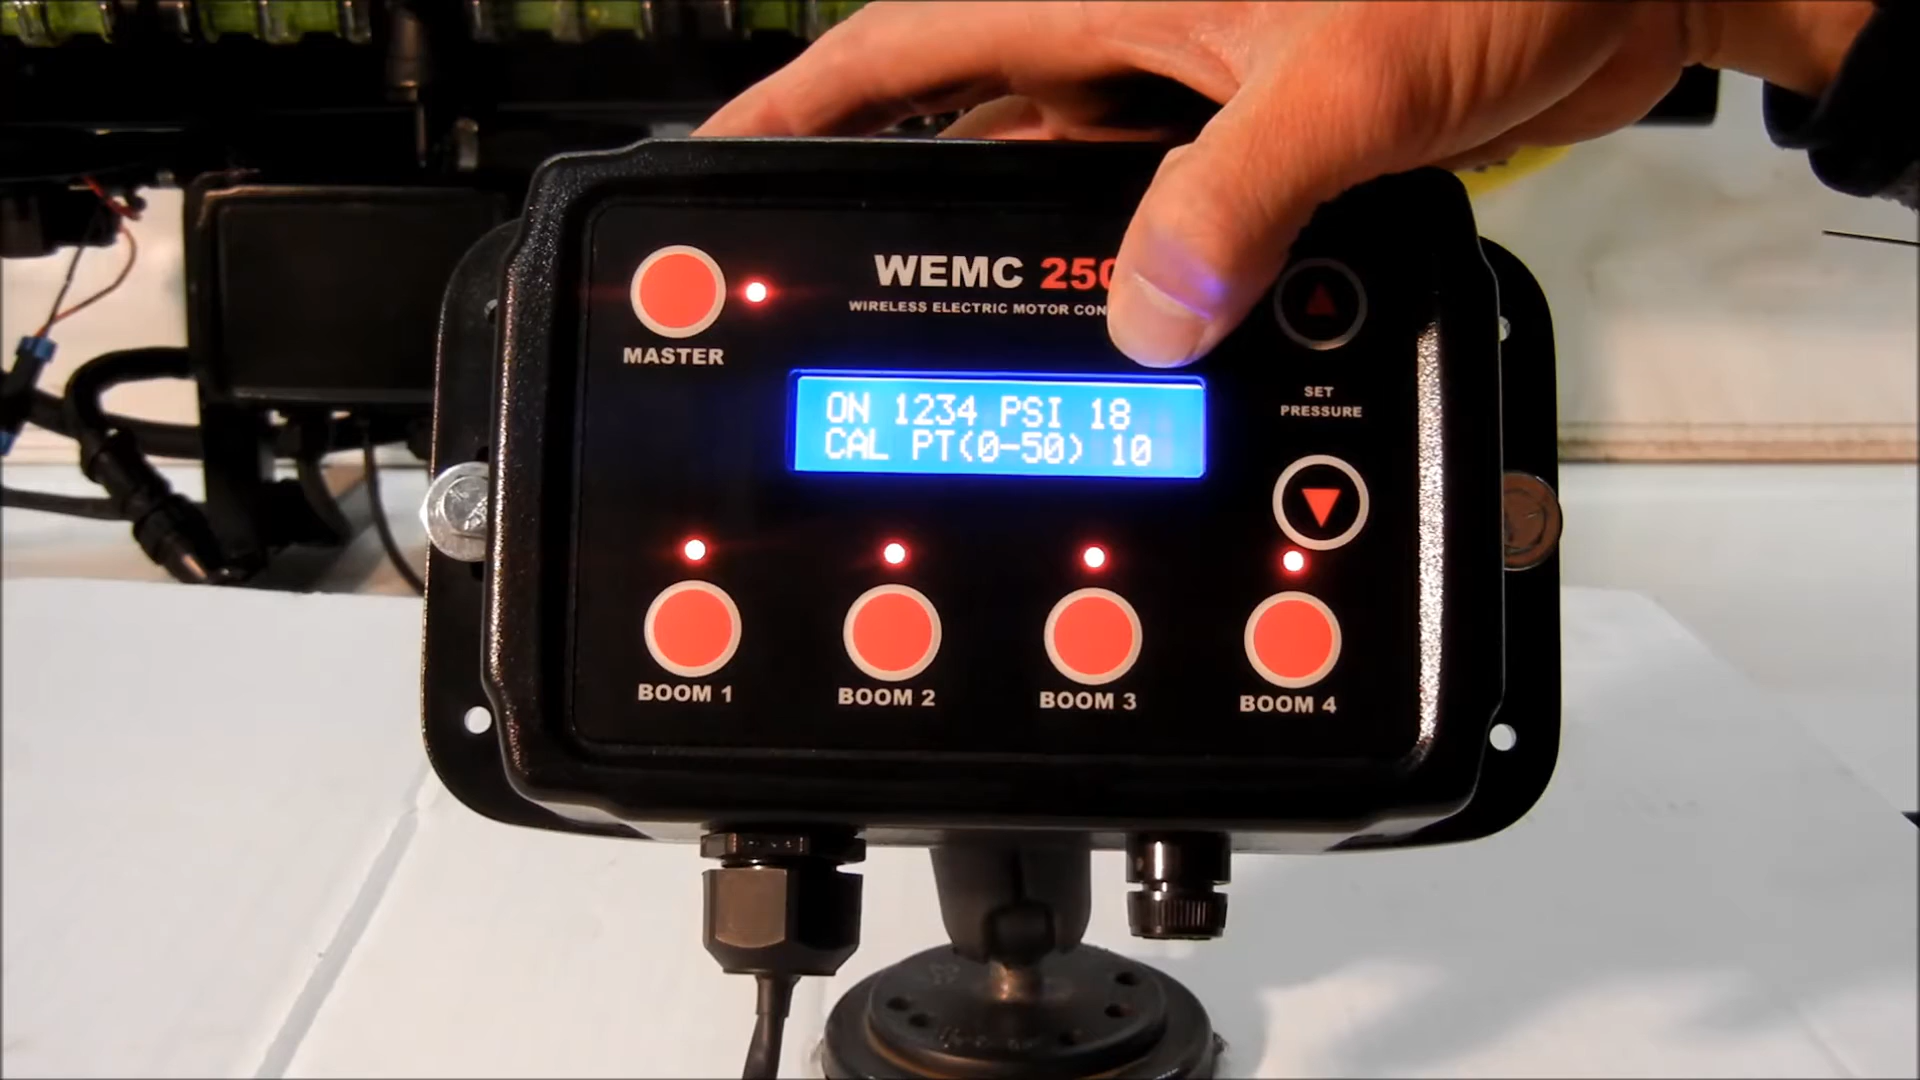 WEMC 250
WIRELESS ELECTRIC MOTOR CON
MASTER
ON 1234 PSI 18
CAL PT(0-50) 10
SET
PRESSURE
BOOM 1
BOOM 2
BOOM 3
BOOM 4